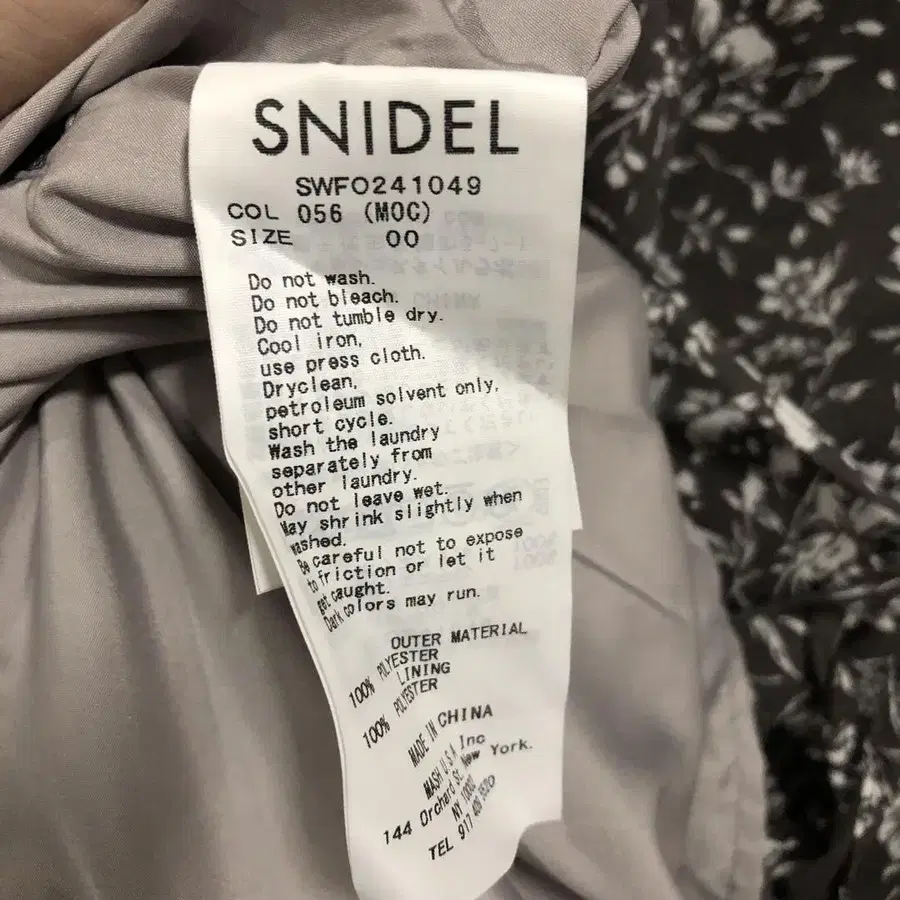 SNIDEL
SWFO241049
COL 056 (MOC)
SIZE 00
Do not wash.
Do not bleach.
Do not tumble dry.
Cool iron,
use press cloth.
Dryclean,
petroleum solvent only,
short cycle.
Wash the laundry
separately from
other laundry.
Do not leave wet.
May shrink slightly when
washed.
Be careful not to expose
to friction or let it
get caught.
Dark colors may run.
OUTER MATERIAL
100% POLYESTER
LINING
100% POLYESTER
MADE IN CHINA
MASH USA Inc
144 Orchard St. New York.
NY
TEL 917